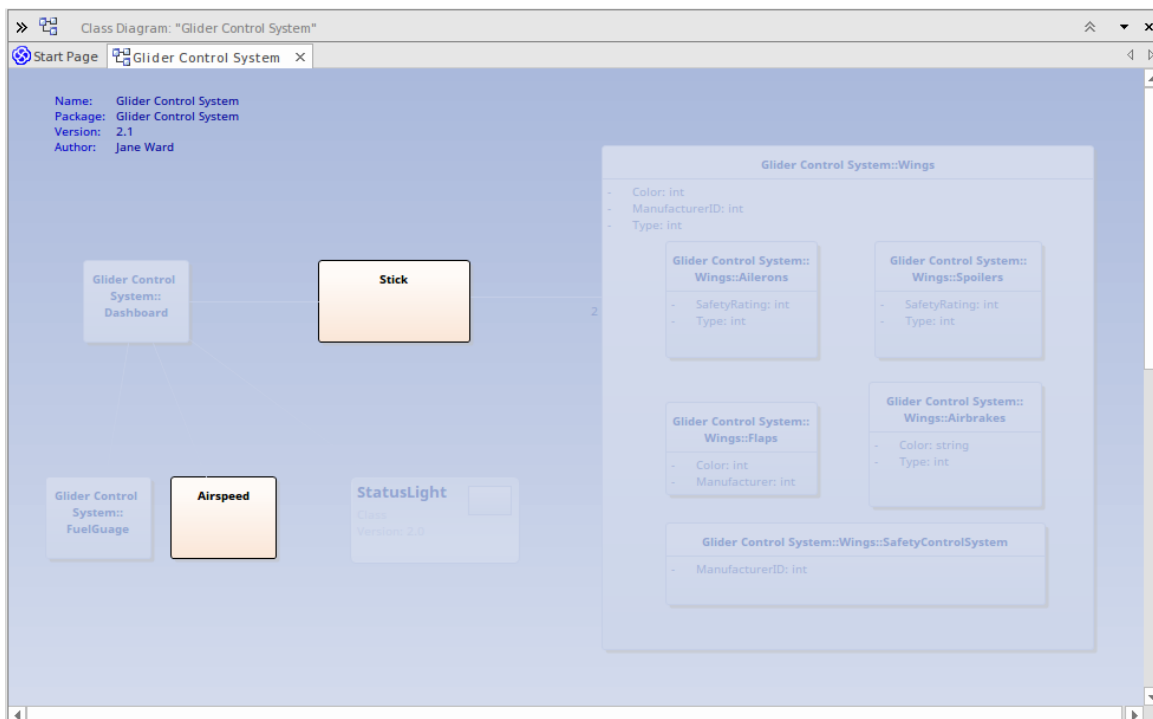 Class Diagram: "Glider Control System"
Start Page
Glider Control System
Name: Glider Control System
Package: Glider Control System
Version: 2.1
Author: Jane Ward
Glider Control System::Wings
- Color: int
- ManufacturerID: int
- Type: int
Glider Control System::
Wings::Ailerons
- SafetyRating: int
- Type: int
Glider Control System::
Wings::Spoilers
- SafetyRating: int
- Type: int
Glider Control
System::
Dashboard
Stick
2
Glider Control System::
Wings::Flaps
- Color: int
- Manufacturer: int
Glider Control System::
Wings::Airbrakes
- Color: string
- Type: int
Glider Control
System::
FuelGuage
Airspeed
StatusLight
Class
Version: 2.0
Glider Control System::Wings::SafetyControlSystem
- ManufacturerID: int